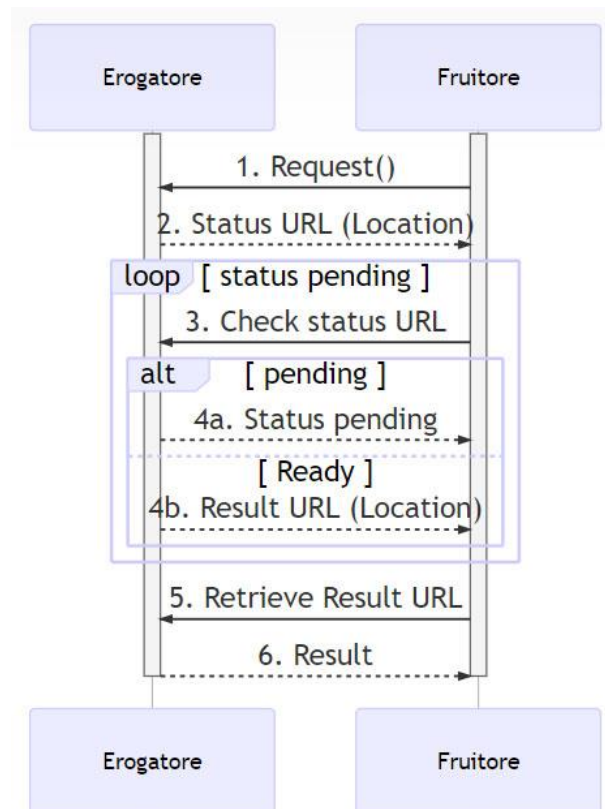 Erogatore Fruitore
1. Request()
2. Status URL (Location)
loop [ status pending ]
3. Check status URL
alt [ pending ]
4a. Status pending
[ Ready ]
4b. Result URL (Location)
5. Retrieve Result URL
6. Result
Erogatore Fruitore